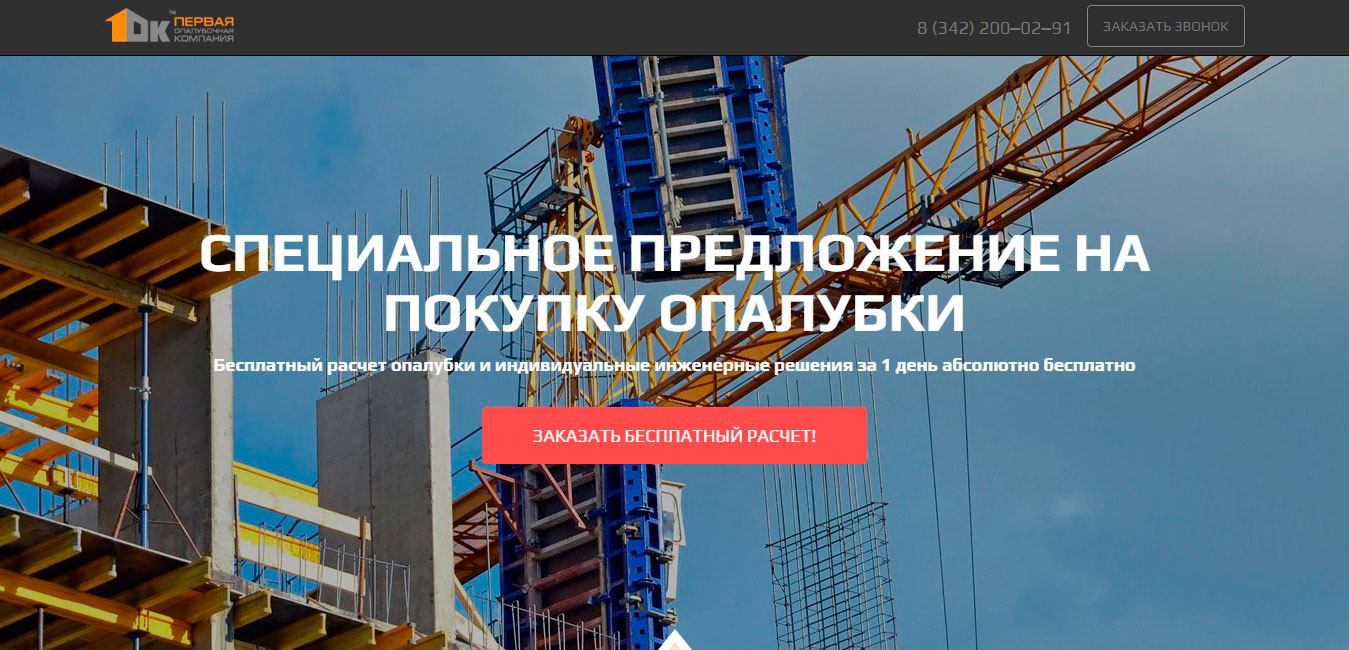 1ОК™
ПЕРВАЯ
ОПАЛУБОЧНАЯ
КОМПАНИЯ
8 (342) 200–02–91
ЗАКАЗАТЬ ЗВОНОК
СПЕЦИАЛЬНОЕ ПРЕДЛОЖЕНИЕ НА
ПОКУПКУ ОПАЛУБКИ
Бесплатный расчет опалубки и индивидуальные инженерные решения за 1 день абсолютно бесплатно
ЗАКАЗАТЬ БЕСПЛАТНЫЙ РАСЧЕТ!